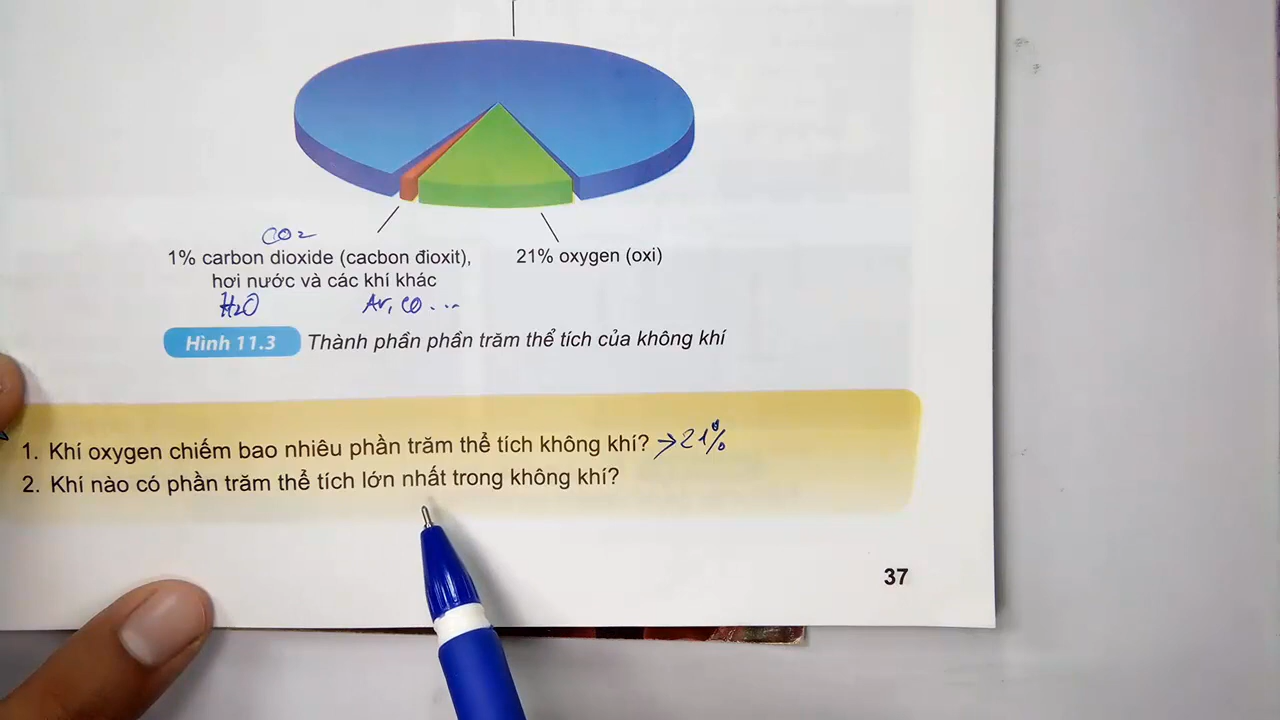 CO2
1% carbon dioxide (cacbon đioxit),
hơi nước và các khí khác
H2O Ar, CO...
21% oxygen (oxi)
Hình 11.3 Thành phần phần trăm thể tích của không khí
1. Khí oxygen chiếm bao nhiêu phần trăm thể tích không khí? →21%
2. Khí nào có phần trăm thể tích lớn nhất trong không khí?
37